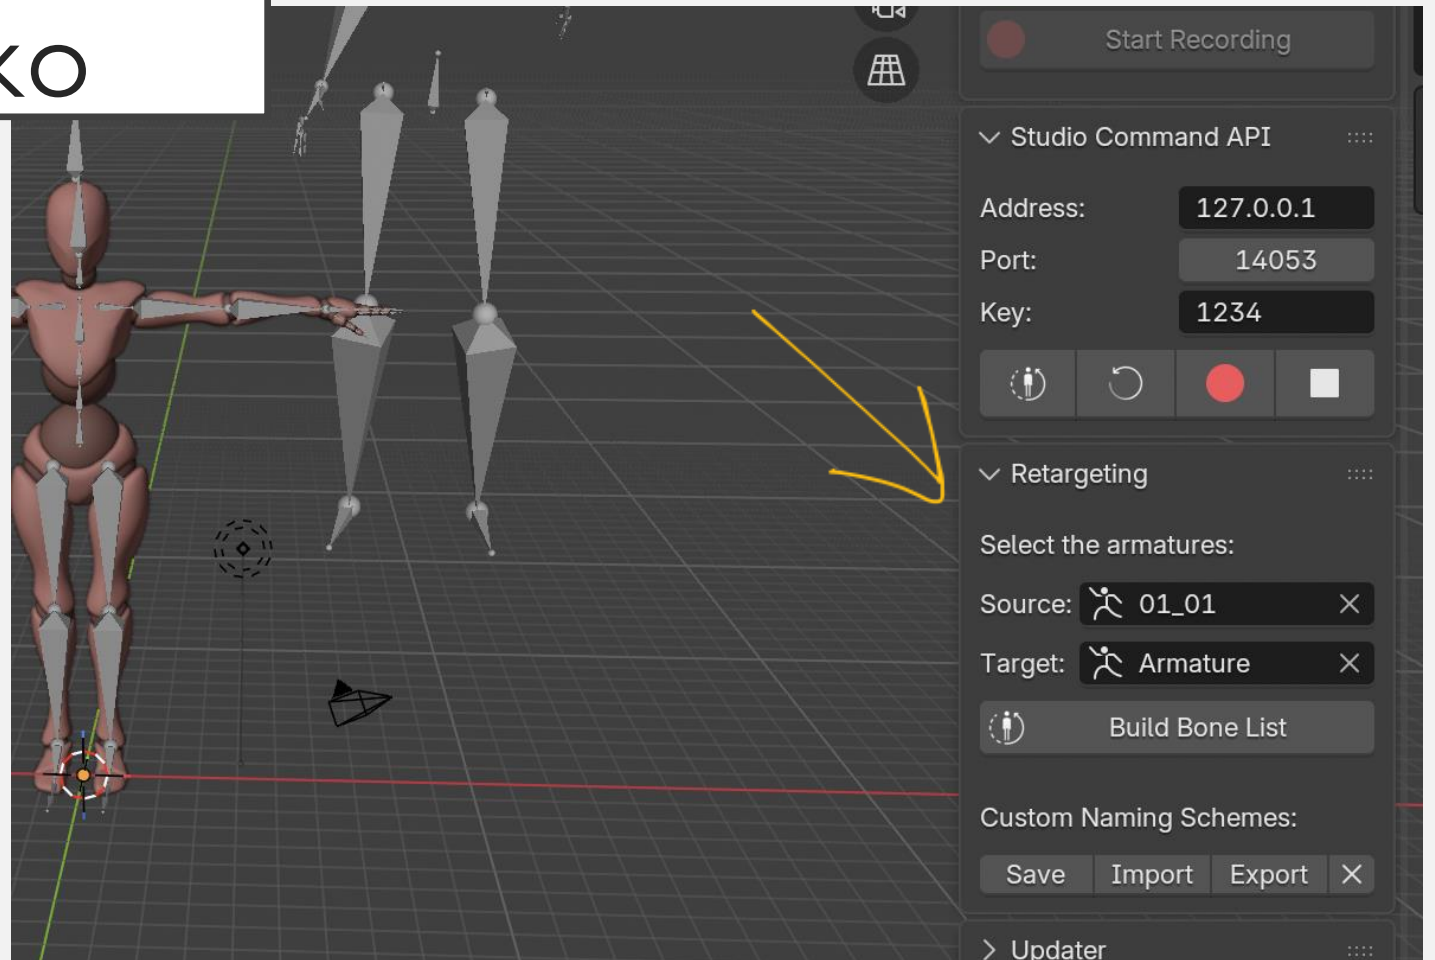 KO
Start Recording
Studio Command API
Address: 127.0.0.1
Port: 14053
Key: 1234
Retargeting
Select the armatures:
Source: 01_01
Target: Armature
Build Bone List
Custom Naming Schemes:
Save Import Export
Updater